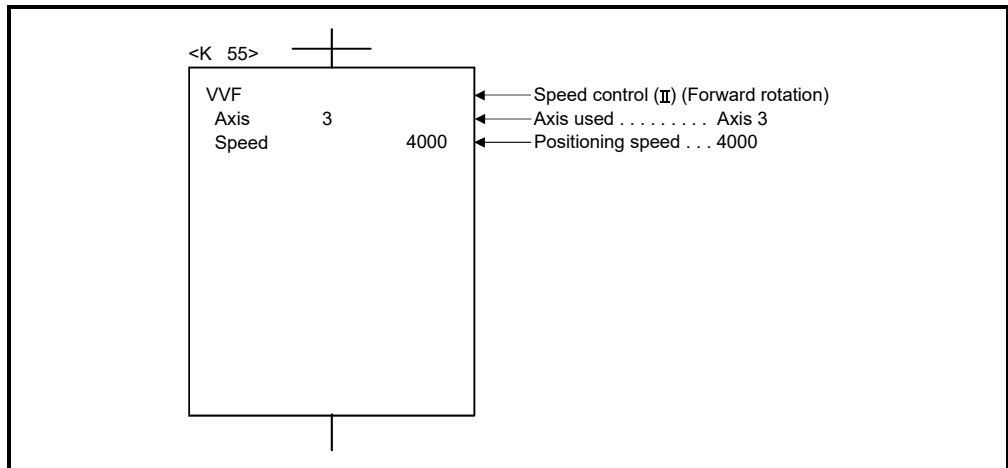 <K 55>
VVF
Speed control (Ⅱ) (Forward rotation)
Axis 3
Axis used . . . . . . . . . Axis 3
Speed 4000
Positioning speed . . . 4000